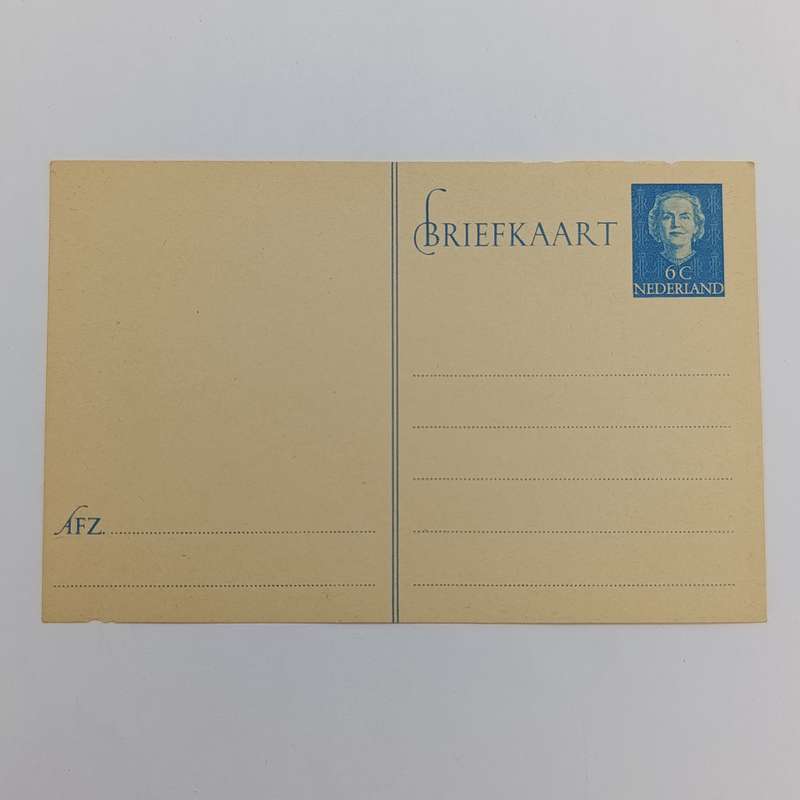 BRIEFKAART
6 C
NEDERLAND
AFZ.